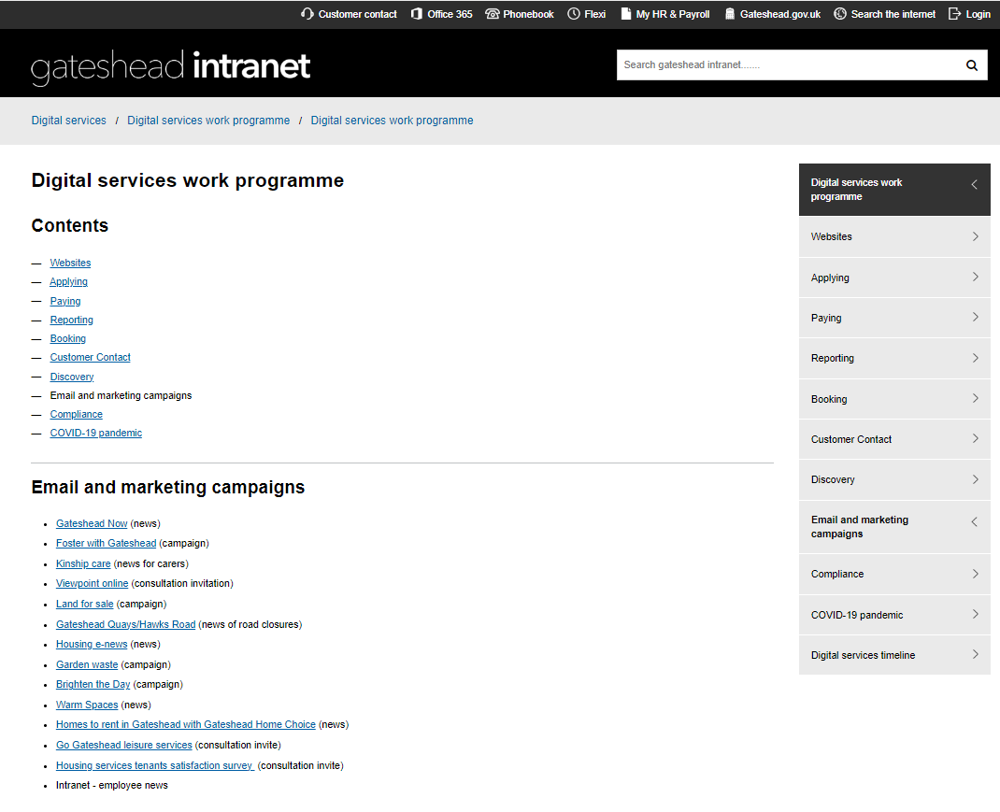 Customer contact Office 365 Phonebook Flexi My HR & Payroll Gateshead.gov.uk Search the internet Login
gateshead intranet
Search gateshead intranet.......
Digital services / Digital services work programme / Digital services work programme
Digital services work programme
Contents
— Websites
— Applying
— Paying
— Reporting
— Booking
— Customer Contact
— Discovery
— Email and marketing campaigns
— Compliance
— COVID-19 pandemic
Email and marketing campaigns
• Gateshead Now (news)
• Foster with Gateshead (campaign)
• Kinship care (news for carers)
• Viewpoint online (consultation invitation)
• Land for sale (campaign)
• Gateshead Quays/Hawks Road (news of road closures)
• Housing e-news (news)
• Garden waste (campaign)
• Brighten the Day (campaign)
• Warm Spaces (news)
• Homes to rent in Gateshead with Gateshead Home Choice (news)
• Go Gateshead leisure services (consultation invite)
• Housing services tenants satisfaction survey (consultation invite)
• Intranet - employee news
Digital services work
programme
Websites
Applying
Paying
Reporting
Booking
Customer Contact
Discovery
Email and marketing
campaigns
Compliance
COVID-19 pandemic
Digital services timeline